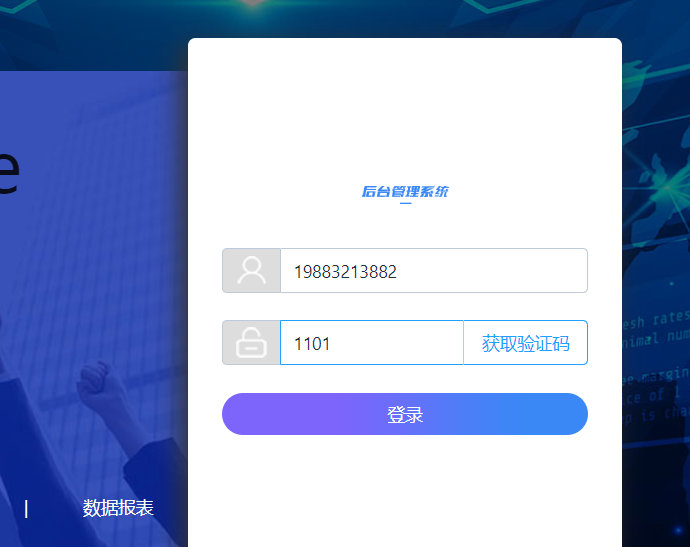 e
后台管理系统
19883213882
1101 获取验证码
登录
esh rates
nimal num
margin
ce of 1
is cha
| 数据报表